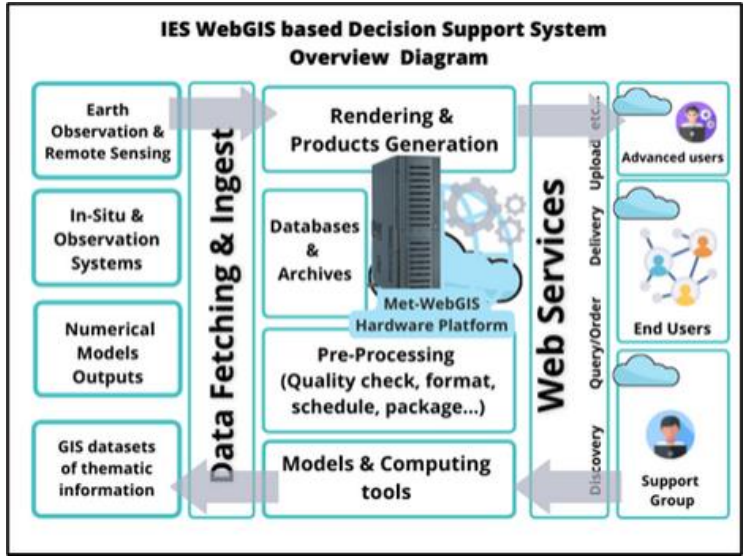 IES WebGIS based Decision Support System
Overview Diagram
Earth
Observation &
Remote Sensing
In-Situ &
Observation
Systems
Numerical
Models
Outputs
GIS datasets
of thematic
information
Data Fetching & Ingest
Rendering &
Products Generation
Databases
&
Archives
Met-WebGIS
Hardware Platform
Pre-Processing
(Quality check, format,
schedule, package...)
Models & Computing
tools
Web Services
Discovery Query/Order Delivery Upload etc...
Advanced users
End Users
Support
Group